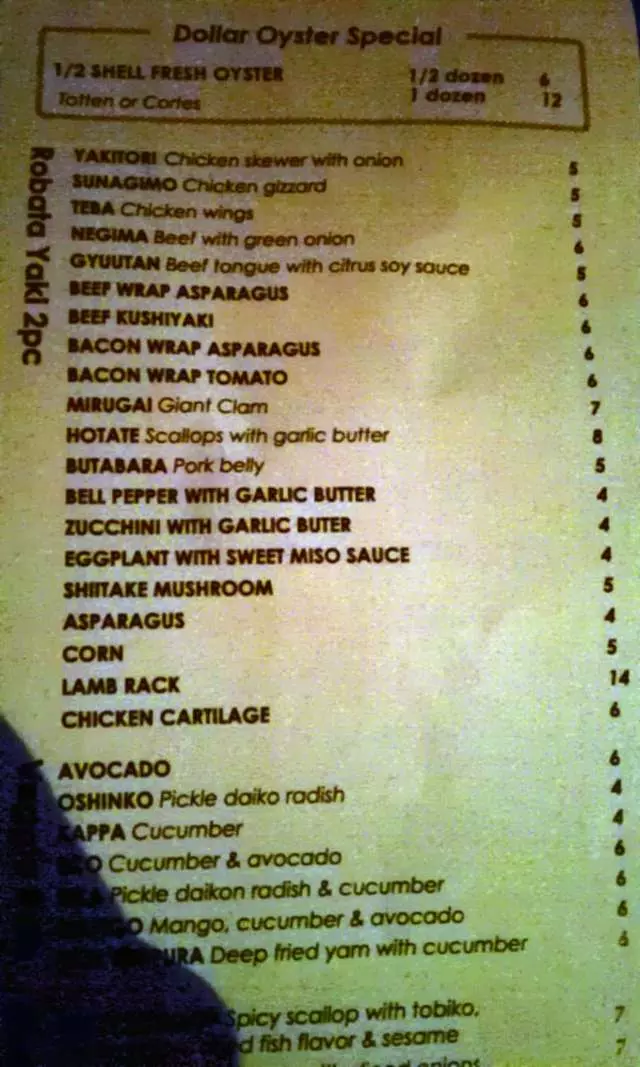 Dollar Oyster Special
1/2 SHELL FRESH OYSTER 1/2 dozen 6
Totten or Cortes 1 dozen 12
Robata Yaki 2pc
YAKITORI Chicken skewer with onion 5
SUNAGIMO Chicken gizzard 5
TEBA Chicken wings 5
NEGIMA Beef with green onion 6
GYUUTAN Beef tongue with citrus soy sauce 5
BEEF WRAP ASPARAGUS 6
BEEF KUSHIYAKI 6
BACON WRAP ASPARAGUS 6
BACON WRAP TOMATO 6
MIRUGAI Giant Clam 7
HOTATE Scallops with garlic butter 8
BUTABARA Pork belly 5
BELL PEPPER WITH GARLIC BUTTER 4
ZUCCHINI WITH GARLIC BUTER 4
EGGPLANT WITH SWEET MISO SAUCE 4
SHIITAKE MUSHROOM 5
ASPARAGUS 4
CORN 5
LAMB RACK 14
CHICKEN CARTILAGE 6
AVOCADO 6
OSHINKO Pickle daiko radish 4
KAPPA Cucumber 4
Cucumber & avocado 6
Pickle daikon radish & cucumber 6
Mango, cucumber & avocado 6
Deep fried yam with cucumber 6
Spicy scallop with tobiko, 7
fish flavor & sesame 7
onions